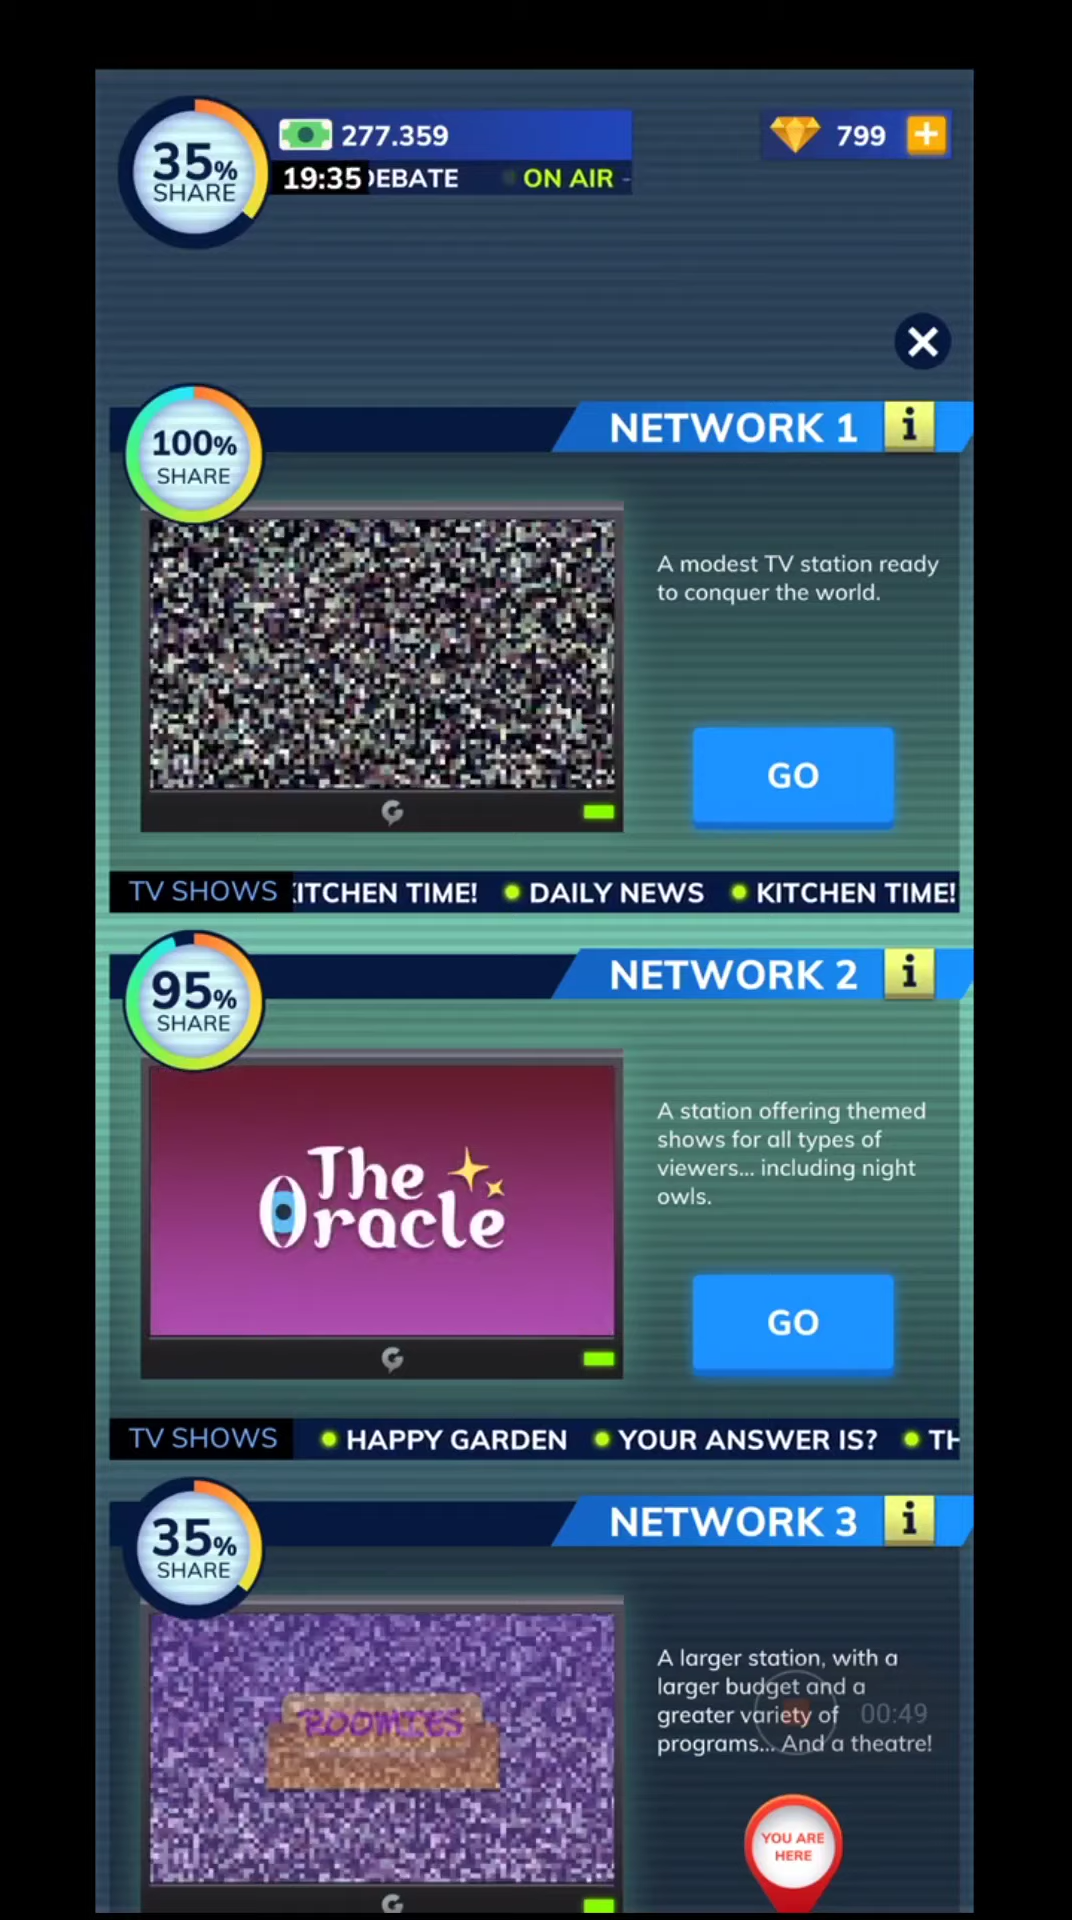 35%
SHARE
277.359
799
19:35 DEBATE ON AIR -
NETWORK 1
100%
SHARE
A modest TV station ready
to conquer the world.
GO
TV SHOWS KITCHEN TIME! DAILY NEWS KITCHEN TIME!
NETWORK 2
95%
SHARE
The
Oracle
A station offering themed
shows for all types of
viewers... including night
owls.
GO
TV SHOWS HAPPY GARDEN YOUR ANSWER IS? TH
NETWORK 3
35%
SHARE
ROOMIES
A larger station, with a
larger budget and a
greater variety of
00:49
programs... And a theatre!
YOU ARE
HERE